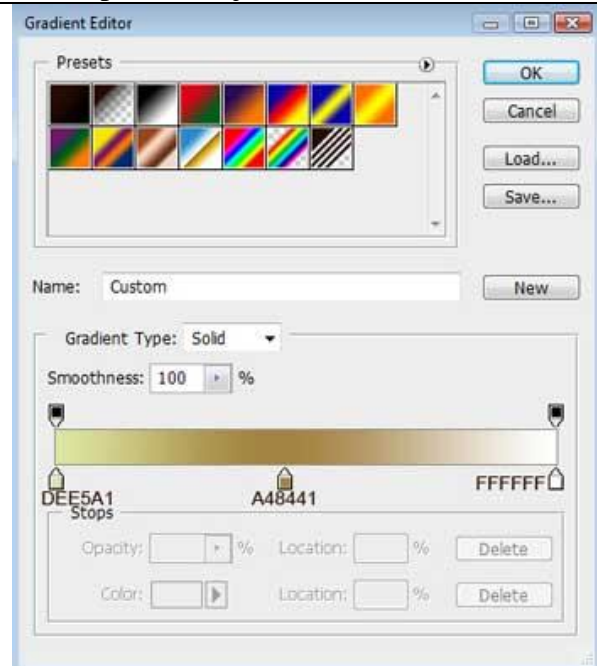 Gradient Editor
Presets
OK
Cancel
Load...
Save...
Name: Custom
New
Gradient Type: Solid
Smoothness: 100 %
DEE5A1 A48441 FFFFFF
Stops
Opacity: % Location: % Delete
Color: Location: % Delete